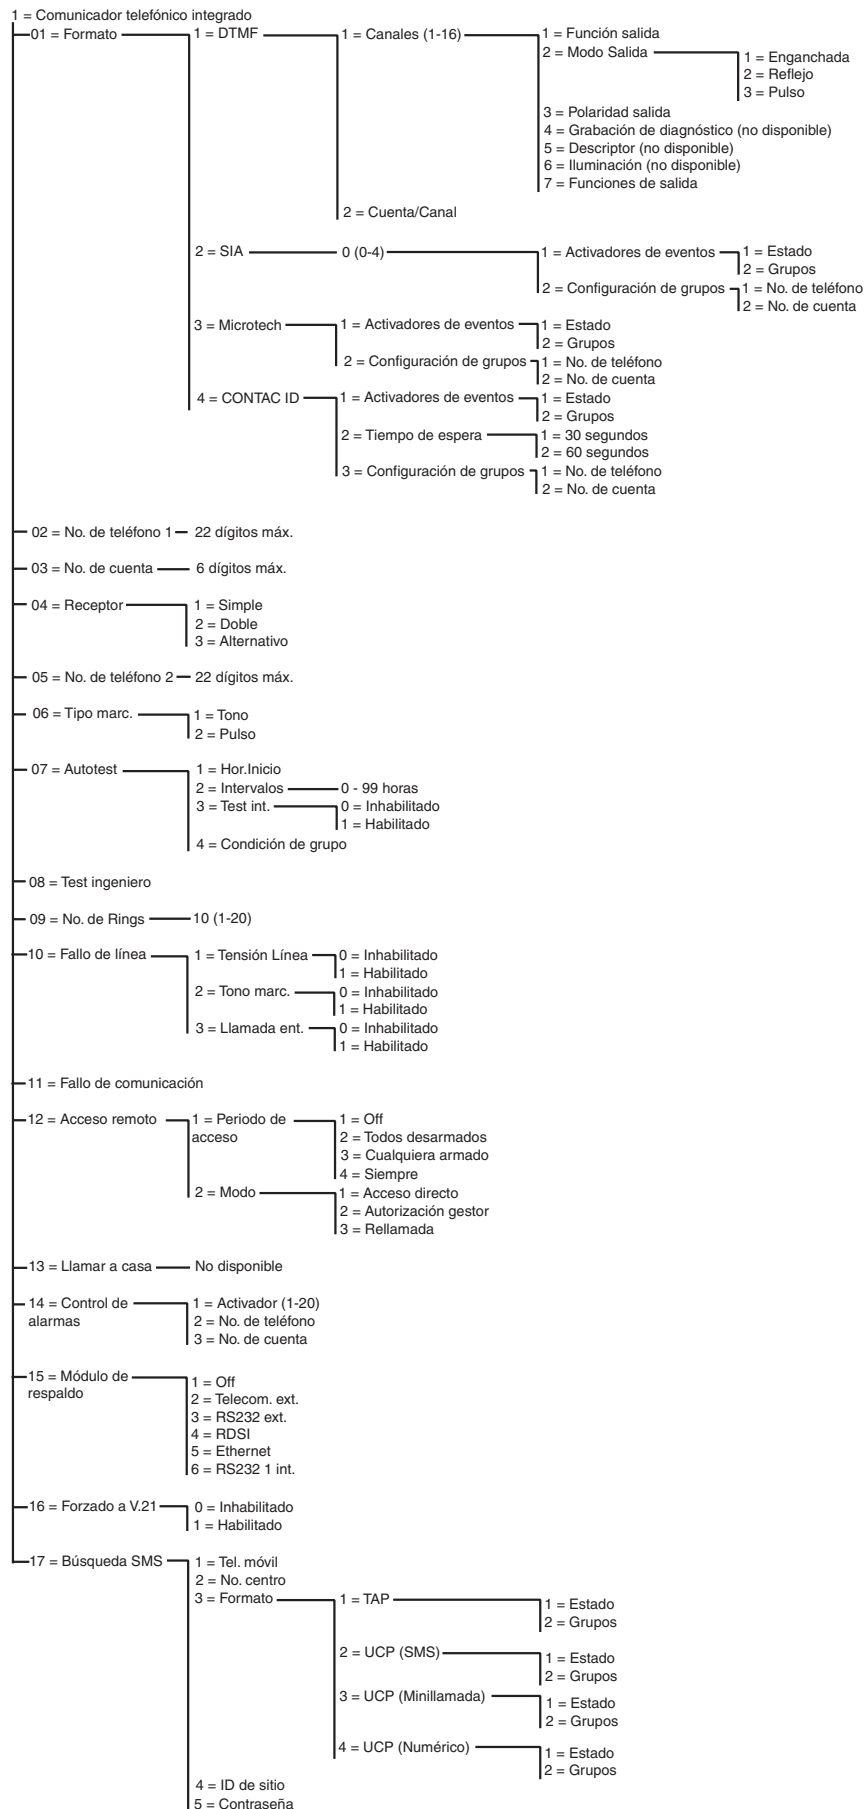 1 = Comunicador telefónico integrado
01 = Formato
1 = DTMF
1 = Canales (1-16)
1 = Función salida
2 = Modo Salida
1 = Enganchada
2 = Reflejo
3 = Pulso
3 = Polaridad salida
4 = Grabación de diagnóstico (no disponible)
5 = Descriptor (no disponible)
6 = Iluminación (no disponible)
7 = Funciones de salida
2 = Cuenta/Canal
2 = SIA
0 (0-4)
1 = Activadores de eventos
1 = Estado
2 = Grupos
2 = Configuración de grupos
1 = No. de teléfono
2 = No. de cuenta
3 = Microtech
1 = Activadores de eventos
1 = Estado
2 = Grupos
2 = Configuración de grupos
1 = No. de teléfono
2 = No. de cuenta
4 = CONTAC ID
1 = Activadores de eventos
1 = Estado
2 = Grupos
2 = Tiempo de espera
1 = 30 segundos
2 = 60 segundos
3 = Configuración de grupos
1 = No. de teléfono
2 = No. de cuenta
02 = No. de teléfono 1
22 dígitos máx.
03 = No. de cuenta
6 dígitos máx.
04 = Receptor
1 = Simple
2 = Doble
3 = Alternativo
05 = No. de teléfono 2
22 dígitos máx.
06 = Tipo marc.
1 = Tono
2 = Pulso
07 = Autotest
1 = Hor.Inicio
2 = Intervalos
0 - 99 horas
3 = Test int.
0 = Inhabilitado
1 = Habilitado
4 = Condición de grupo
08 = Test ingeniero
09 = No. de Rings
10 (1-20)
10 = Fallo de línea
1 = Tensión Línea
0 = Inhabilitado
1 = Habilitado
2 = Tono marc.
0 = Inhabilitado
1 = Habilitado
3 = Llamada ent.
0 = Inhabilitado
1 = Habilitado
11 = Fallo de comunicación
12 = Acceso remoto
1 = Periodo de
acceso
1 = Off
2 = Todos desarmados
3 = Cualquiera armado
4 = Siempre
2 = Modo
1 = Acceso directo
2 = Autorización gestor
3 = Rellamada
13 = Llamar a casa
No disponible
14 = Control de
alarmas
1 = Activador (1-20)
2 = No. de teléfono
3 = No. de cuenta
15 = Módulo de
respaldo
1 = Off
2 = Telecom. ext.
3 = RS232 ext.
4 = RDSI
5 = Ethernet
6 = RS232 1 int.
16 = Forzado a V.21
0 = Inhabilitado
1 = Habilitado
17 = Búsqueda SMS
1 = Tel. móvil
2 = No. centro
3 = Formato
1 = TAP
1 = Estado
2 = Grupos
2 = UCP (SMS)
1 = Estado
2 = Grupos
3 = UCP (Minillamada)
1 = Estado
2 = Grupos
4 = UCP (Numérico)
1 = Estado
2 = Grupos
4 = ID de sitio
5 = Contraseña